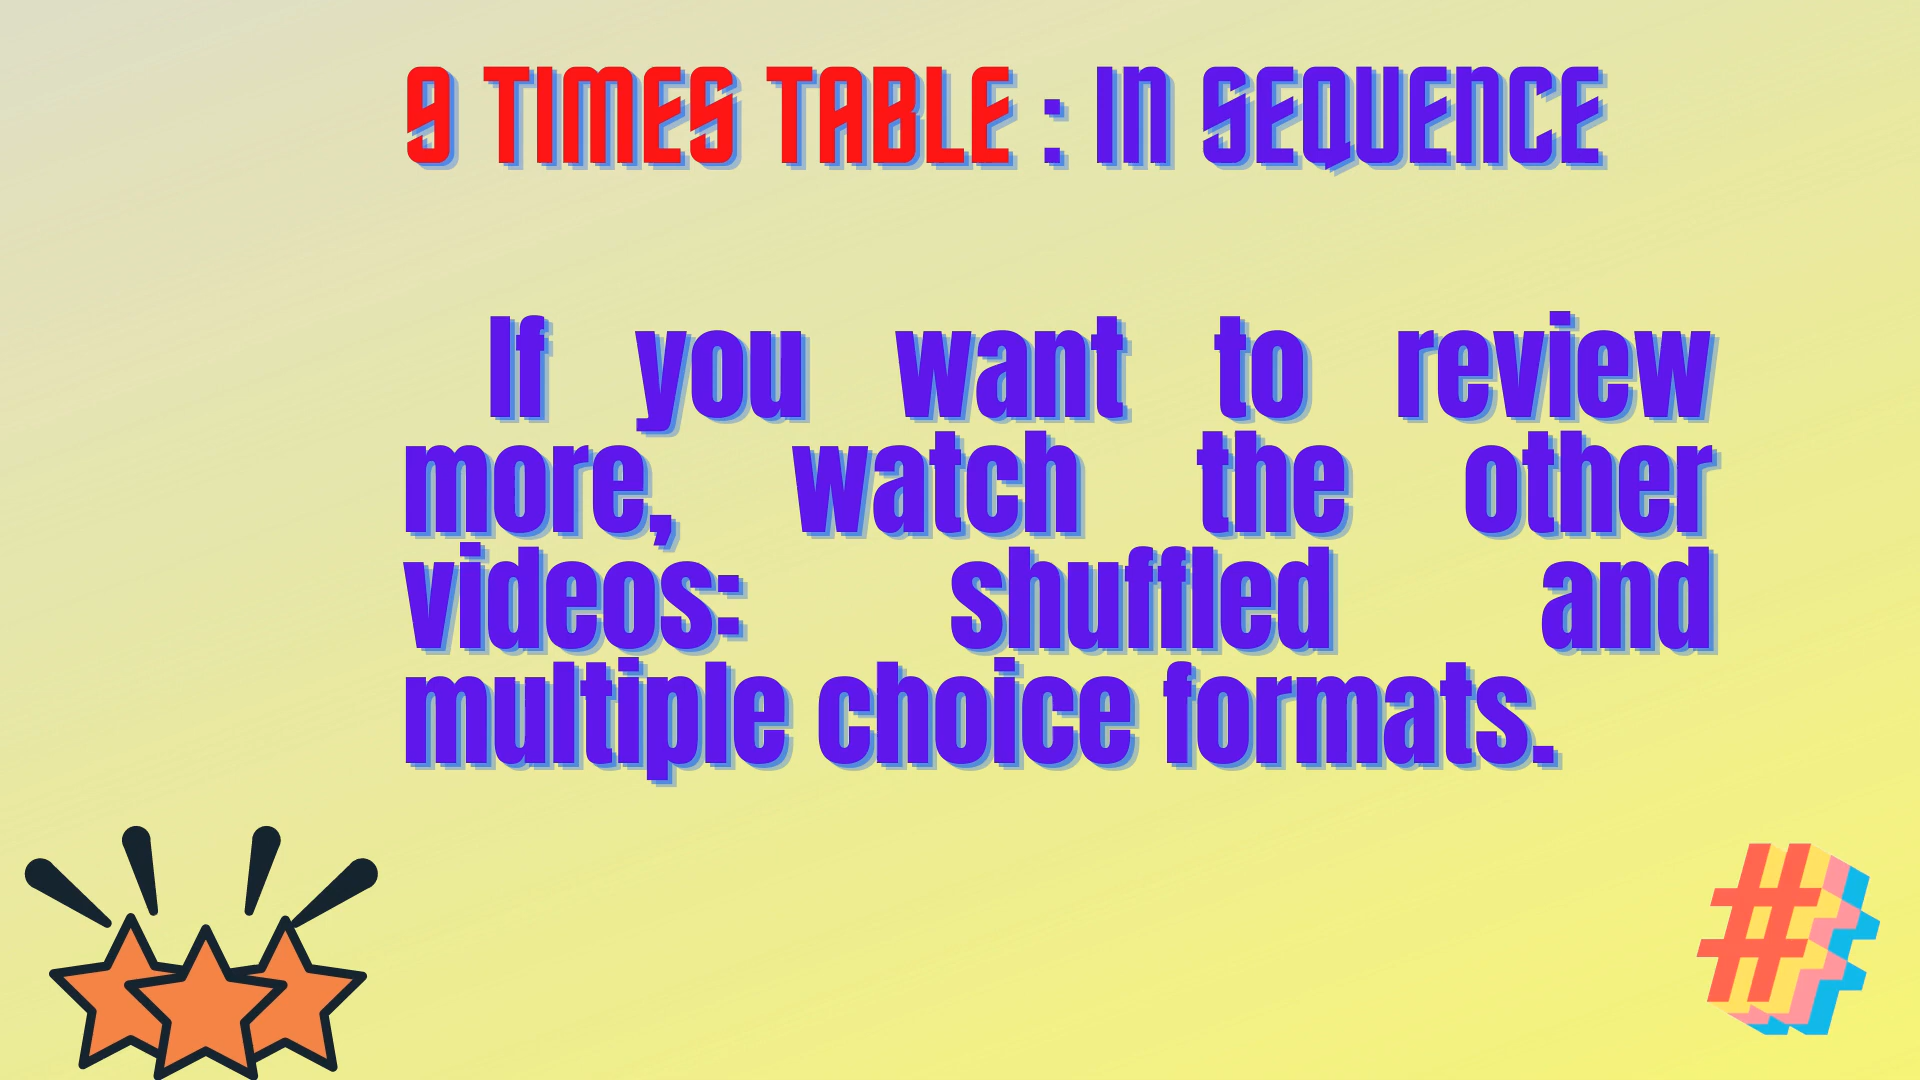 9 TIMES TABLE : IN SEQUENCE
If you want to review
more, watch the other
videos: shuffled and
multiple choice formats.
#